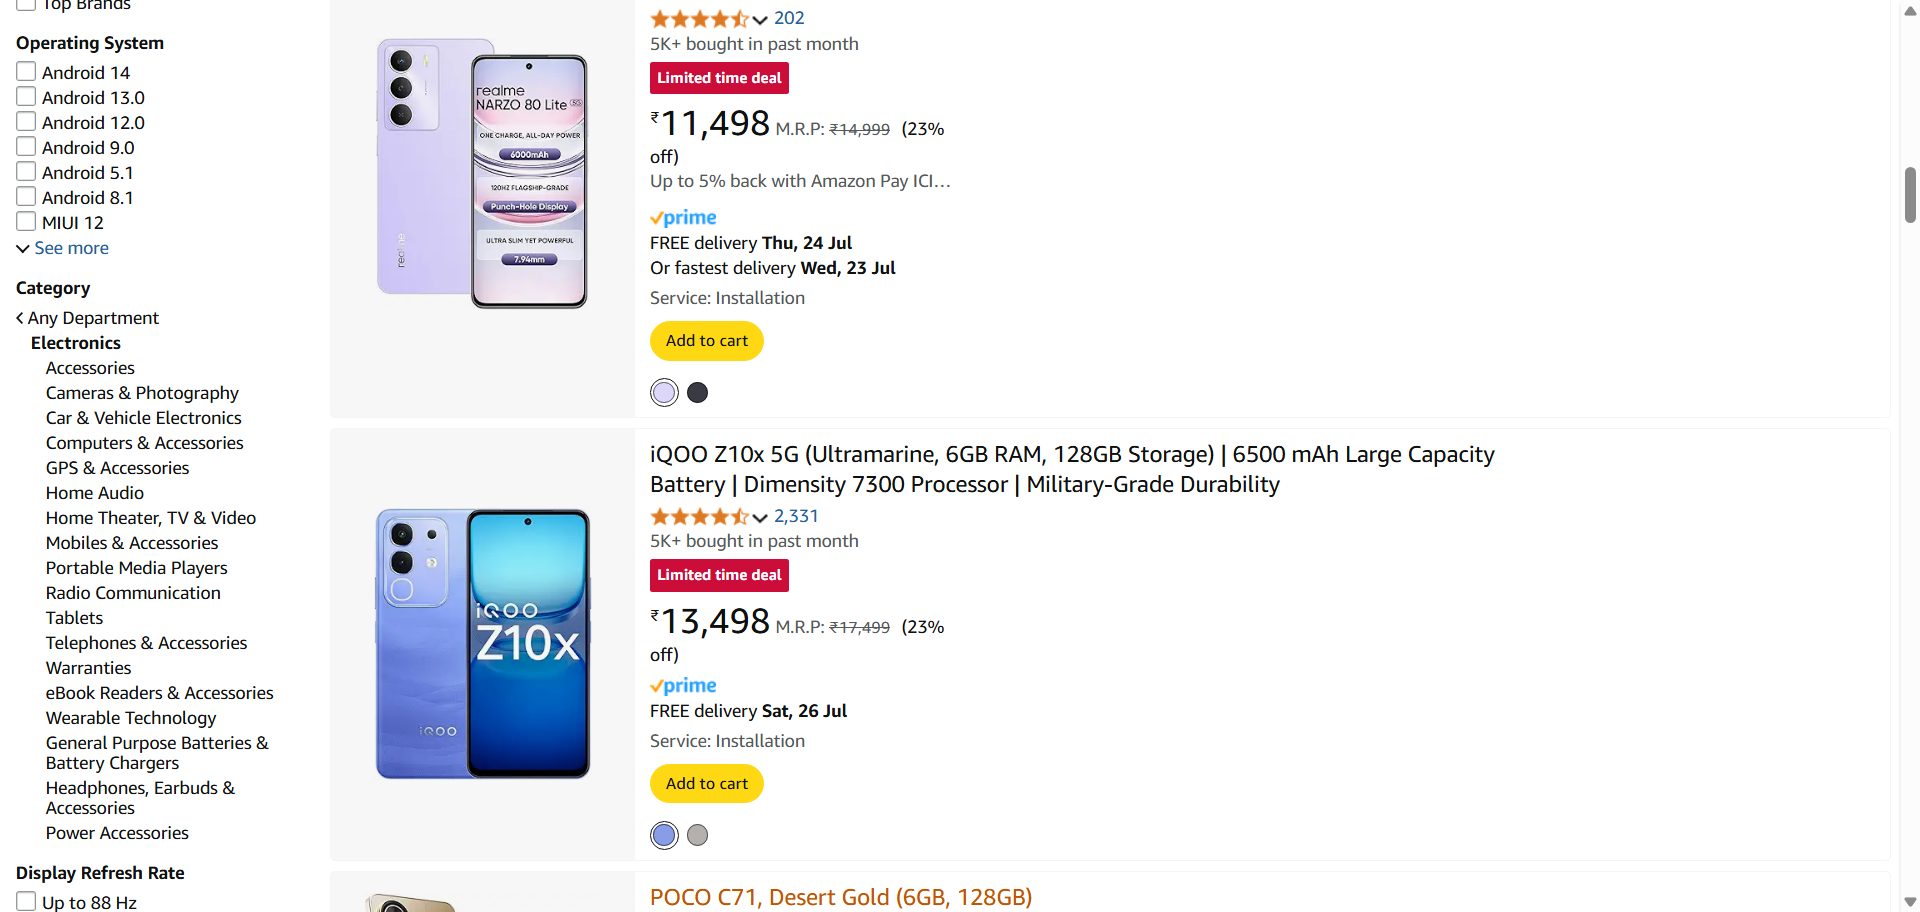 Top Brands
Operating System
Android 14
Android 13.0
Android 12.0
Android 9.0
Android 5.1
Android 8.1
MIUI 12
See more
Category
Any Department
Electronics
Accessories
Cameras & Photography
Car & Vehicle Electronics
Computers & Accessories
GPS & Accessories
Home Audio
Home Theater, TV & Video
Mobiles & Accessories
Portable Media Players
Radio Communication
Tablets
Telephones & Accessories
Warranties
eBook Readers & Accessories
Wearable Technology
General Purpose Batteries &
Battery Chargers
Headphones, Earbuds &
Accessories
Power Accessories
Display Refresh Rate
Up to 88 Hz
realme
NARZO 80 Lite 5G
ONE CHARGE, ALL-DAY POWER
6000mAh
120HZ FLAGSHIP-GRADE
Punch-Hole Display
ULTRA SLIM YET POWERFUL
7.94mm
realme
202
5K+ bought in past month
Limited time deal
₹11,498 M.R.P: ₹14,999 (23%
off)
Up to 5% back with Amazon Pay ICI…
prime
FREE delivery Thu, 24 Jul
Or fastest delivery Wed, 23 Jul
Service: Installation
Add to cart
iQOO
Z10x
iQOO
iQOO Z10x 5G (Ultramarine, 6GB RAM, 128GB Storage) | 6500 mAh Large Capacity
Battery | Dimensity 7300 Processor | Military-Grade Durability
2,331
5K+ bought in past month
Limited time deal
₹13,498 M.R.P: ₹17,499 (23%
off)
prime
FREE delivery Sat, 26 Jul
Service: Installation
Add to cart
POCO C71, Desert Gold (6GB, 128GB)